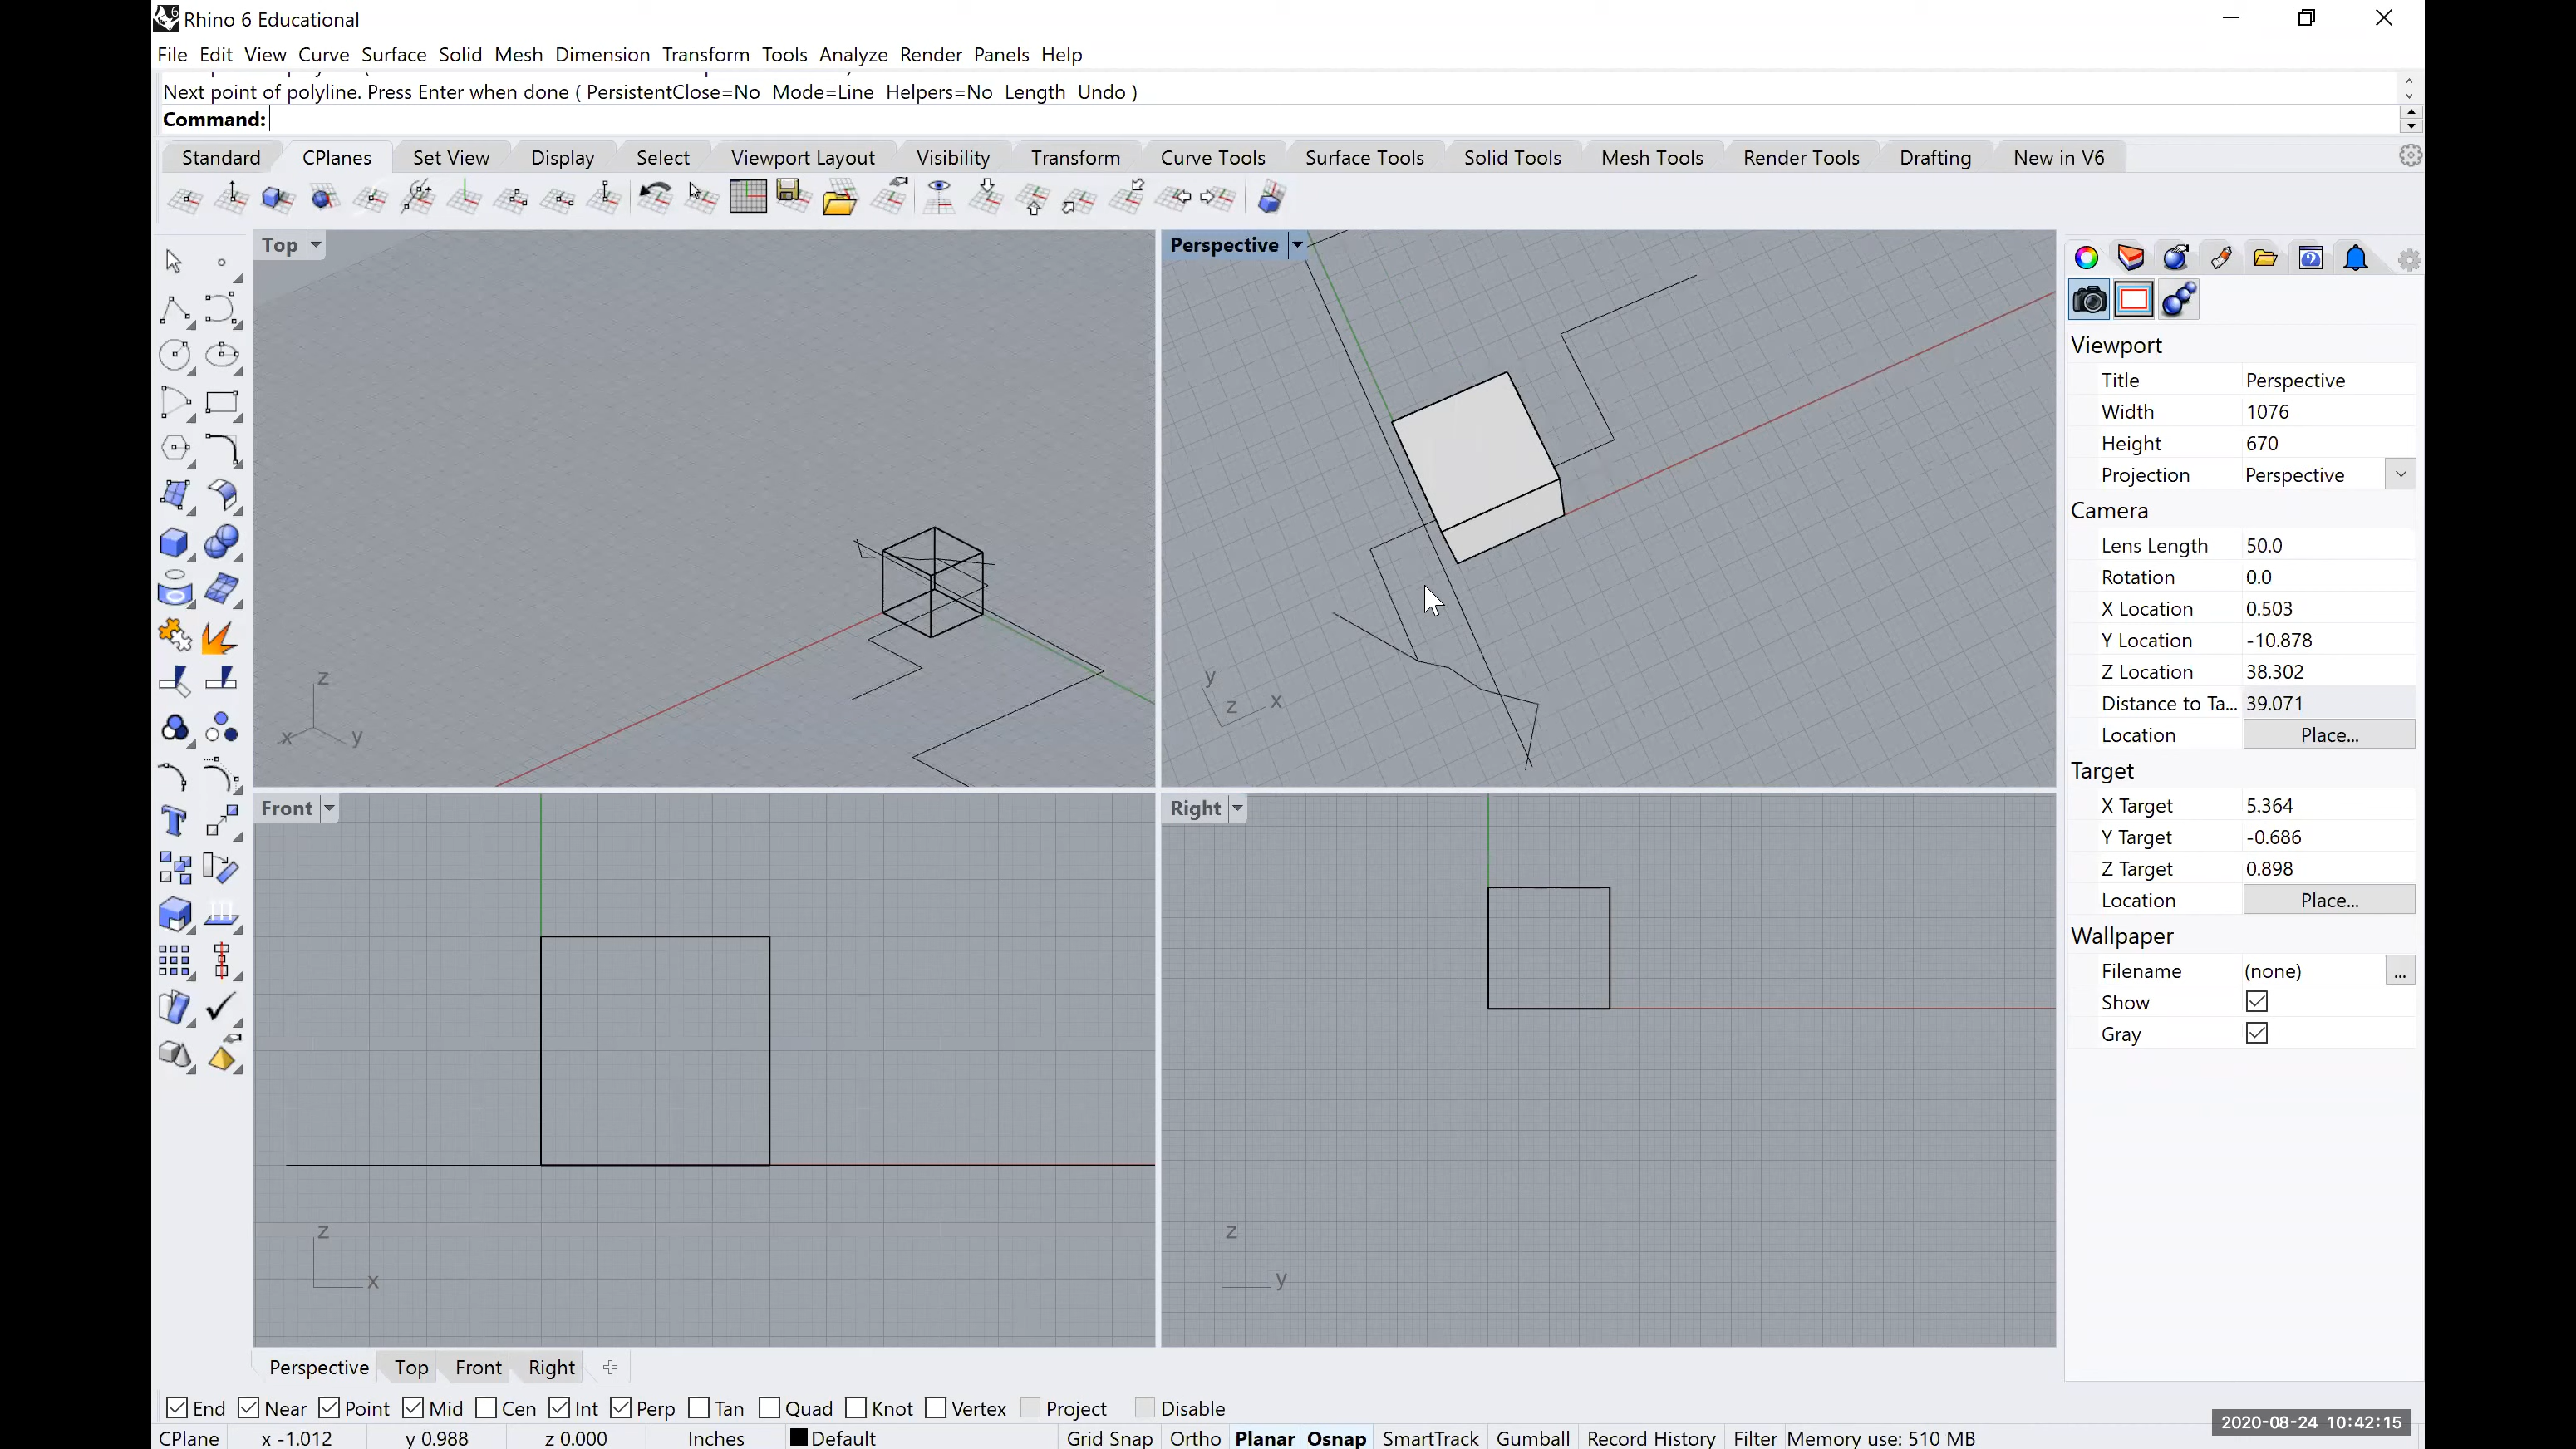 Rhino 6 Educational
File Edit View Curve Surface Solid Mesh Dimension Transform Tools Analyze Render Panels Help
Next point of polyline. Press Enter when done ( PersistentClose=No Mode=Line Helpers=No Length Undo )
Command:
Standard CPlanes Set View Display Select Viewport Layout Visibility Transform Curve Tools Surface Tools Solid Tools Mesh Tools Render Tools Drafting New in V6
Top
z
x y
Perspective
y
z x
Front
z
x
Right
z
y
Viewport
Title Perspective
Width 1076
Height 670
Projection Perspective
Camera
Lens Length 50.0
Rotation 0.0
X Location 0.503
Y Location -10.878
Z Location 38.302
Distance to Ta... 39.071
Location Place...
Target
X Target 5.364
Y Target -0.686
Z Target 0.898
Location Place...
Wallpaper
Filename (none) ...
Show
Gray
Perspective Top Front Right
End Near Point Mid Cen Int Perp Tan Quad Knot Vertex Project Disable
2020-08-24 10:42:15
CPlane x -1.012 y 0.988 z 0.000 Inches Default Grid Snap Ortho Planar Osnap SmartTrack Gumball Record History Filter Memory use: 510 MB